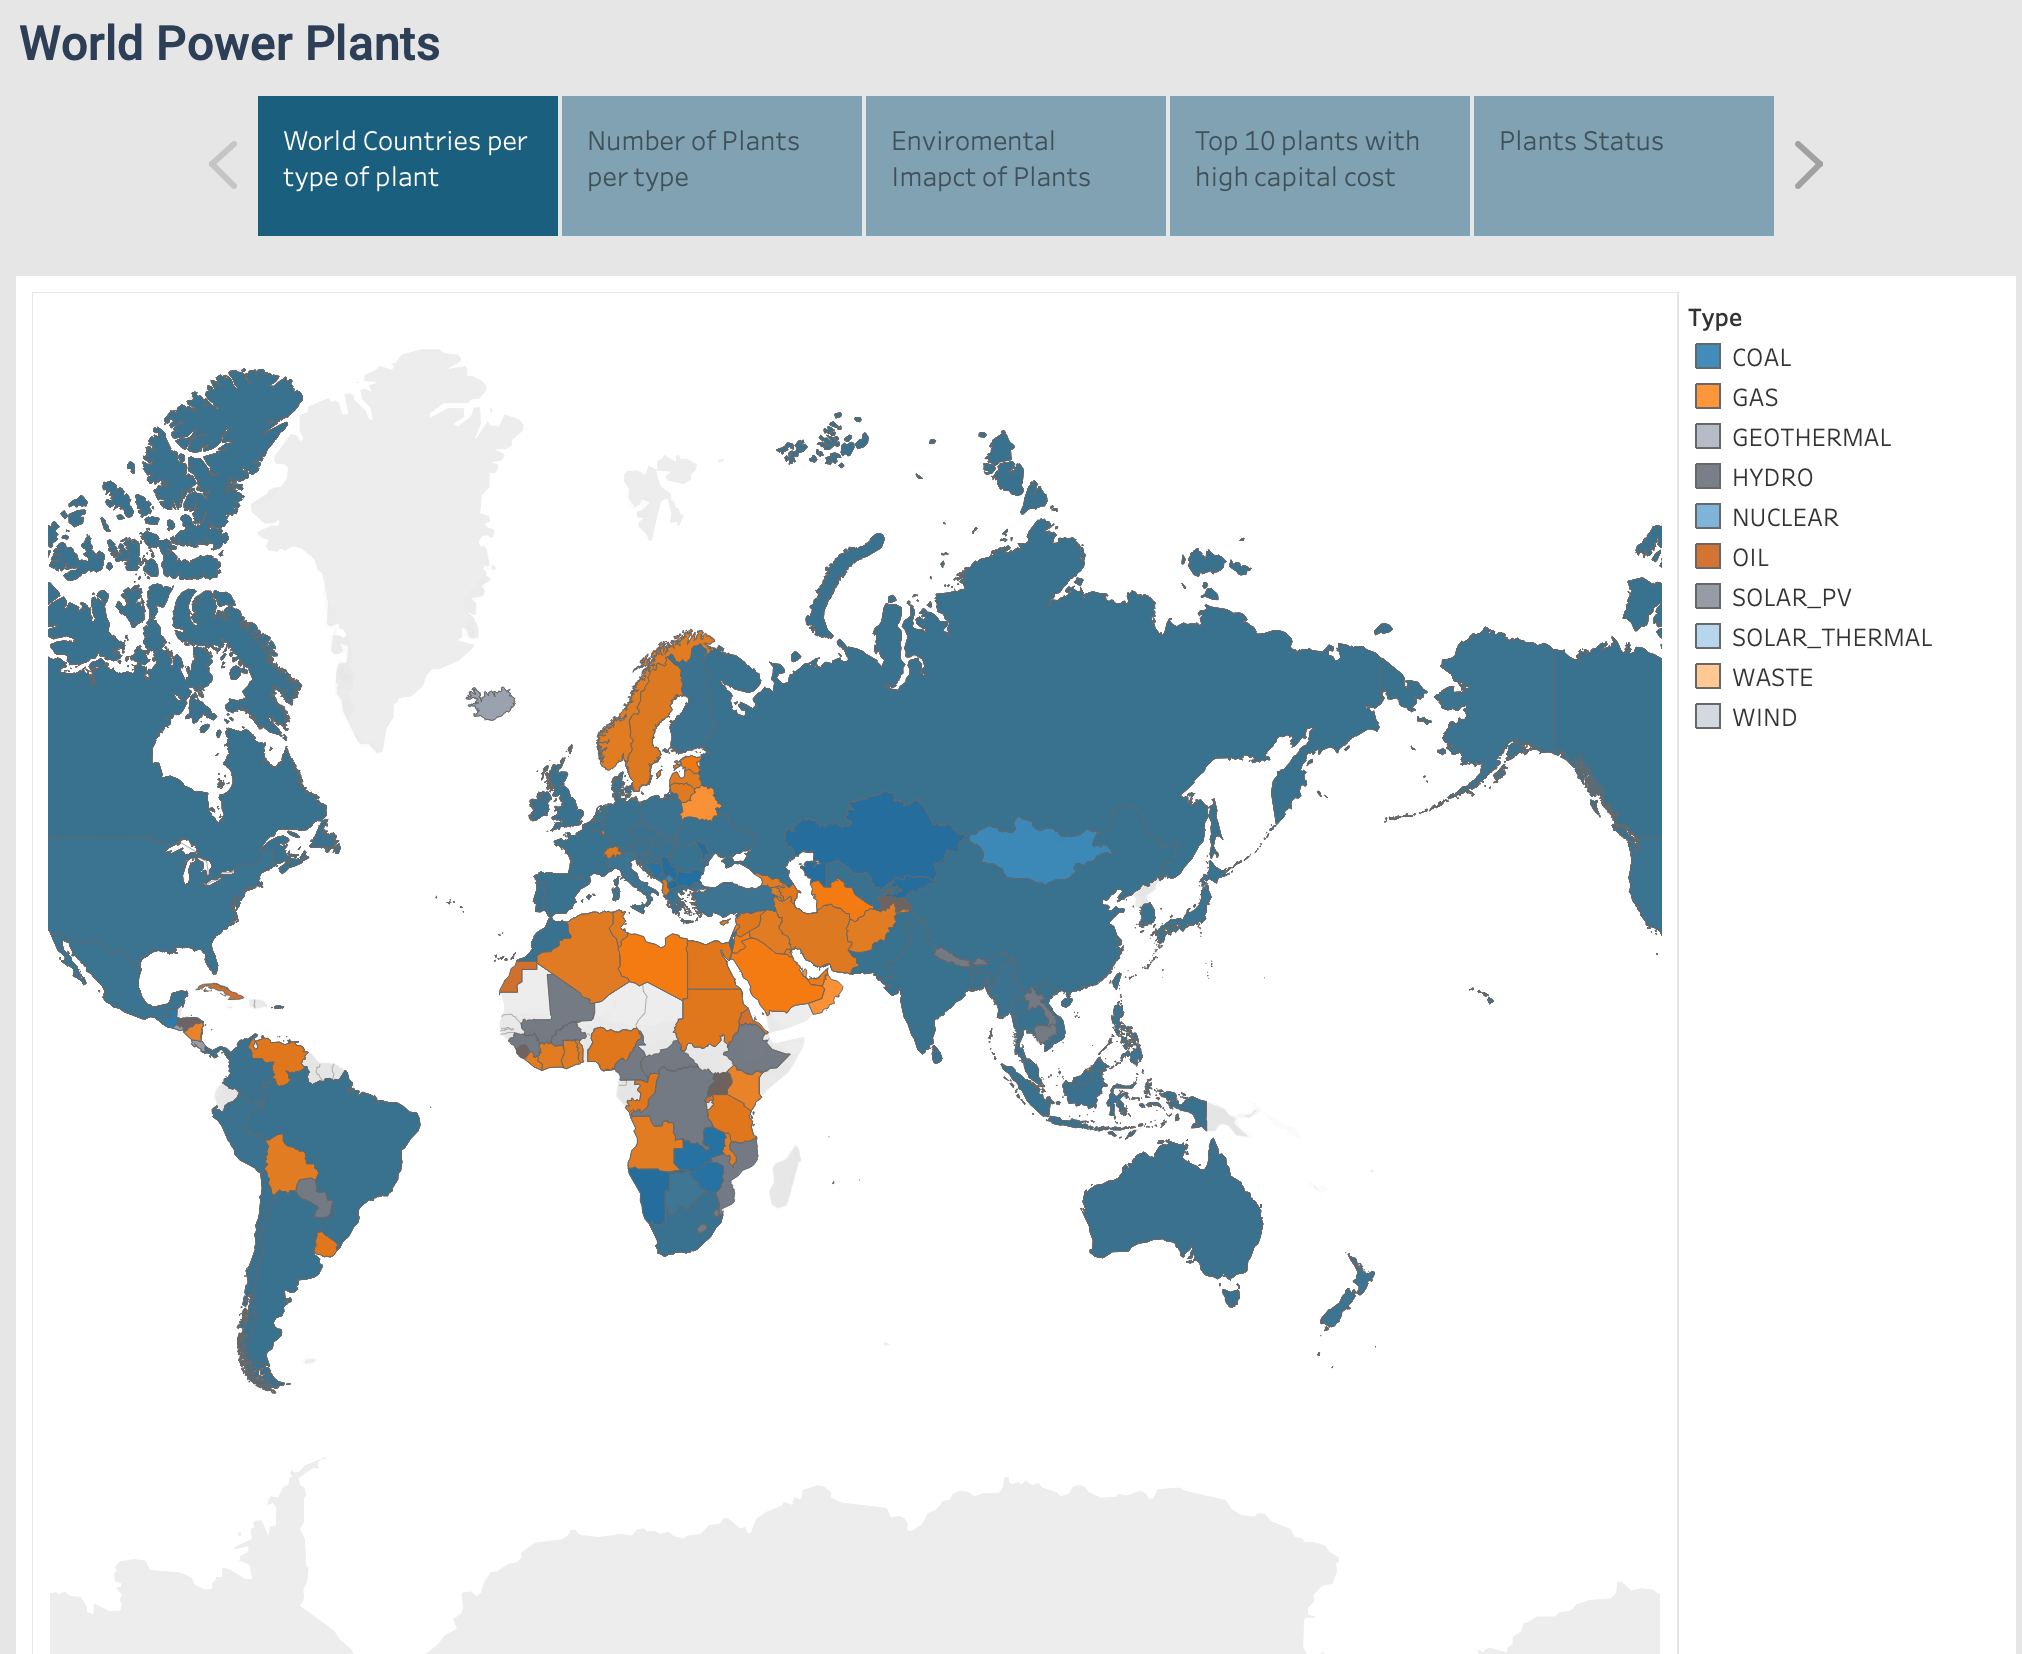 World Power Plants
World Countries per
type of plant
Number of Plants
per type
Enviromental
Imapct of Plants
Top 10 plants with
high capital cost
Plants Status
Type
COAL
GAS
GEOTHERMAL
HYDRO
NUCLEAR
OIL
SOLAR_PV
SOLAR_THERMAL
WASTE
WIND